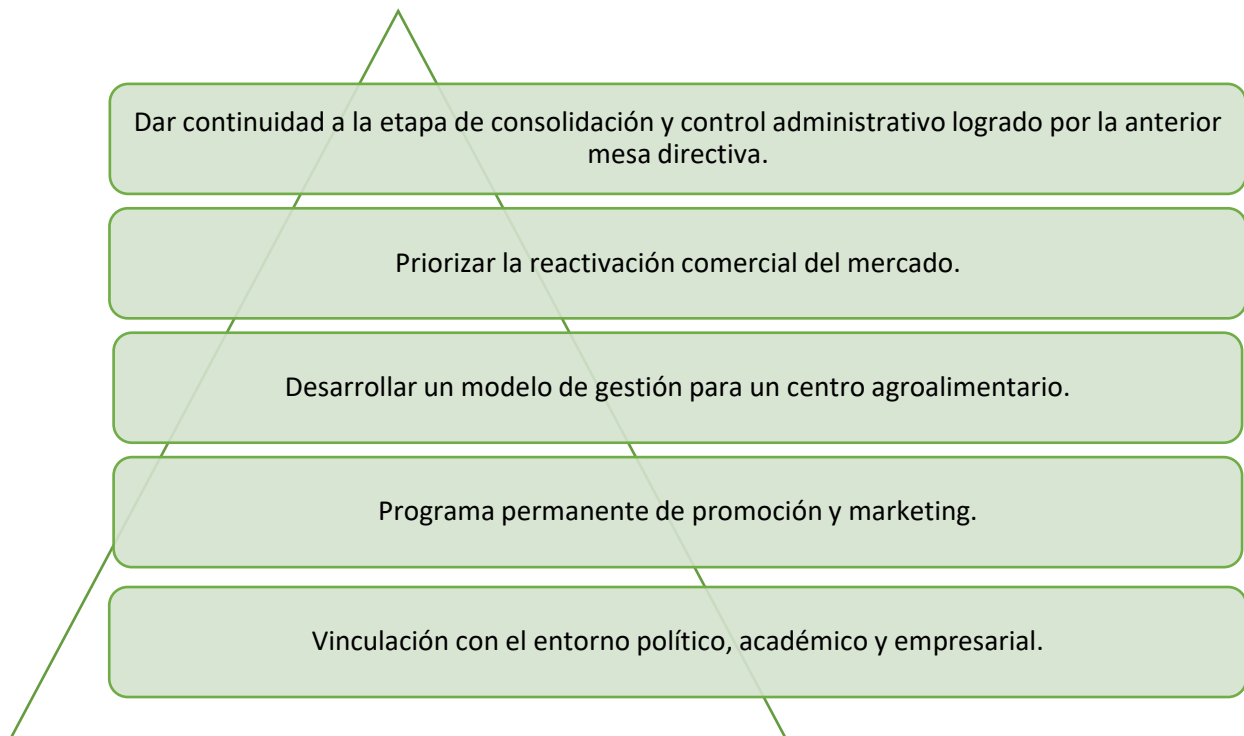 Dar continuidad a la etapa de consolidación y control administrativo logrado por la anterior
mesa directiva.
Priorizar la reactivación comercial del mercado.
Desarrollar un modelo de gestión para un centro agroalimentario.
Programa permanente de promoción y marketing.
Vinculación con el entorno político, académico y empresarial.